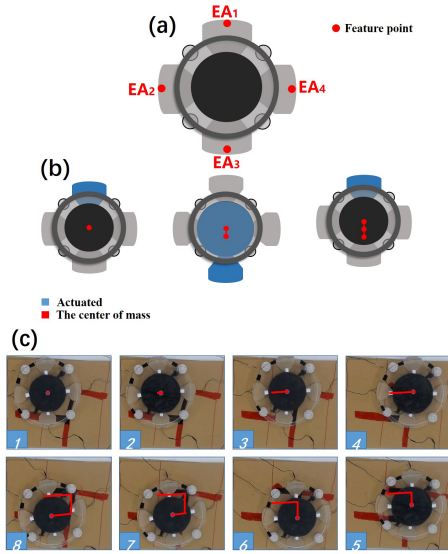 (a)
EA1
Feature point
EA2
EA4
EA3
(b)
Actuated
The center of mass
(c)
1
2
3
4
8
7
6
5